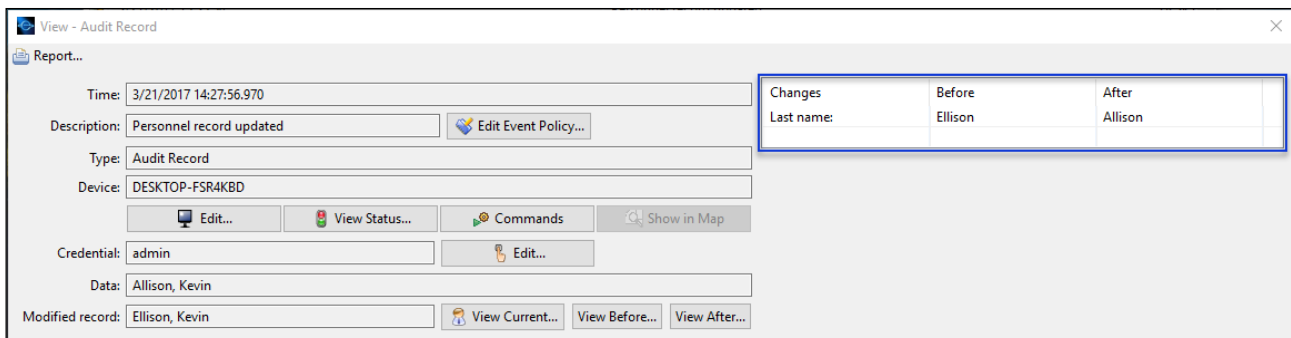 View - Audit Record
Report...
Time: 3/21/2017 14:27:56.970
Description: Personnel record updated Edit Event Policy...
Type: Audit Record
Device: DESKTOP-FSR4KBD
Edit... View Status... Commands Show in Map
Credential: admin Edit...
Data: Allison, Kevin
Modified record: Ellison, Kevin View Current... View Before... View After...
Changes Before After
Last name: Ellison Allison